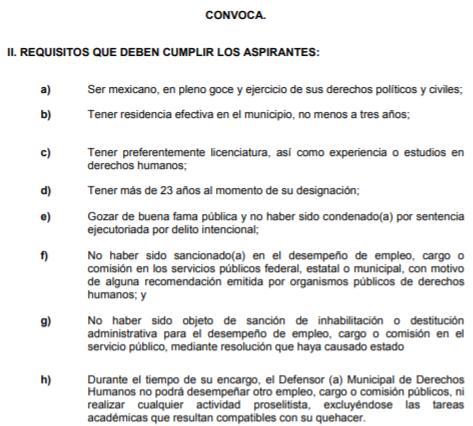 CONVOCA.
II. REQUISITOS QUE DEBEN CUMPLIR LOS ASPIRANTES:
a) Ser mexicano, en pleno goce y ejercicio de sus derechos políticos y civiles;
b) Tener residencia efectiva en el municipio, no menos a tres años;
c) Tener preferentemente licenciatura, así como experiencia o estudios en
derechos humanos;
d) Tener más de 23 años al momento de su designación;
e) Gozar de buena fama pública y no haber sido condenado(a) por sentencia
ejecutoriada por delito intencional;
f) No haber sido sancionado(a) en el desempeño de empleo, cargo o
comisión en los servicios públicos federal, estatal o municipal, con motivo
de alguna recomendación emitida por organismos públicos de derechos
humanos; y
g) No haber sido objeto de sanción de inhabilitación o destitución
administrativa para el desempeño de empleo, cargo o comisión en el
servicio público, mediante resolución que haya causado estado
h) Durante el tiempo de su encargo, el Defensor (a) Municipal de Derechos
Humanos no podrá desempeñar otro empleo, cargo o comisión públicos, ni
realizar cualquier actividad proselitista, excluyéndose las tareas
académicas que resultan compatibles con su quehacer.